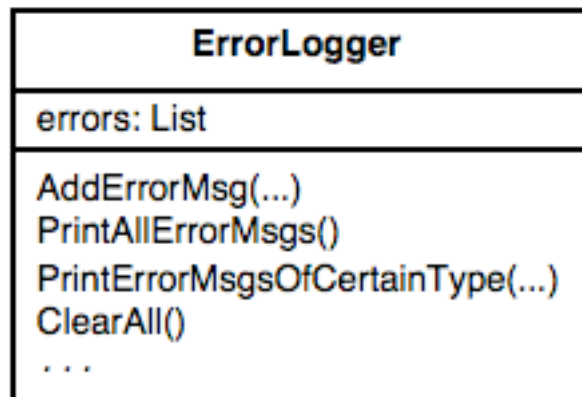 ErrorLogger
errors: List
AddErrorMsg(...)
PrintAllErrorMsgs()
PrintErrorMsgsOfCertainType(...)
ClearAll()
. . .